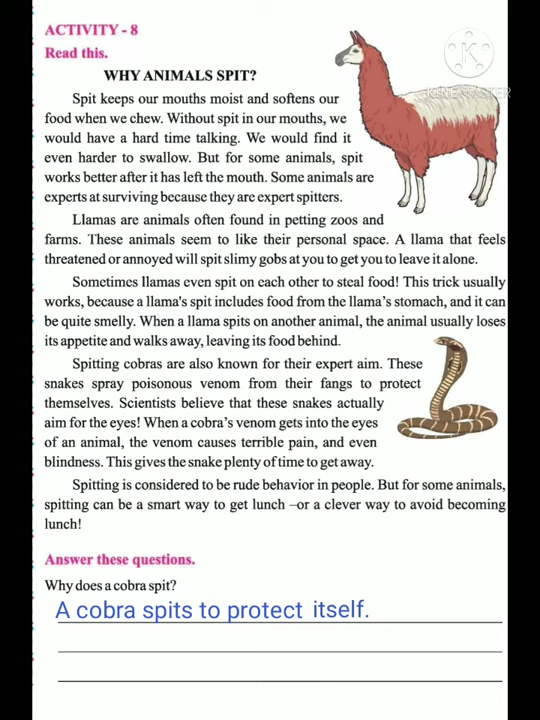 ACTIVITY - 8
Read this.
WHY ANIMALS SPIT?
Spit keeps our mouths moist and softens our
food when we chew. Without spit in our mouths, we
would have a hard time talking. We would find it
even harder to swallow. But for some animals, spit
works better after it has left the mouth. Some animals are
experts at surviving because they are expert spitters.
Llamas are animals often found in petting zoos and
farms. These animals seem to like their personal space. A llama that feels
threatened or annoyed will spit slimy gobs at you to get you to leave it alone.
Sometimes llamas even spit on each other to steal food! This trick usually
works, because a llama's spit includes food from the llama's stomach, and it can
be quite smelly. When a llama spits on another animal, the animal usually loses
its appetite and walks away, leaving its food behind.
Spitting cobras are also known for their expert aim. These
snakes spray poisonous venom from their fangs to protect
themselves. Scientists believe that these snakes actually
aim for the eyes! When a cobra's venom gets into the eyes
of an animal, the venom causes terrible pain, and even
blindness. This gives the snake plenty of time to get away.
Spitting is considered to be rude behavior in people. But for some animals,
spitting can be a smart way to get lunch –or a clever way to avoid becoming
lunch!
Answer these questions.
Why does a cobra spit?
A cobra spits to protect itself.